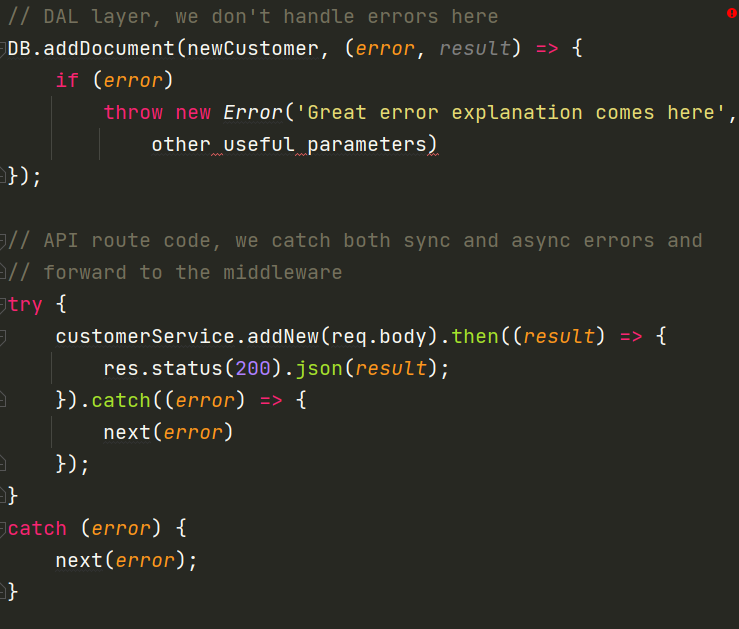 // DAL layer, we don't handle errors here
DB.addDocument(newCustomer, (error, result) => {
    if (error)
        throw new Error('Great error explanation comes here',
            other useful parameters)
});

// API route code, we catch both sync and async errors and
// forward to the middleware
try {
    customerService.addNew(req.body).then((result) => {
        res.status(200).json(result);
    }).catch((error) => {
        next(error)
    });
}
catch (error) {
    next(error);
}